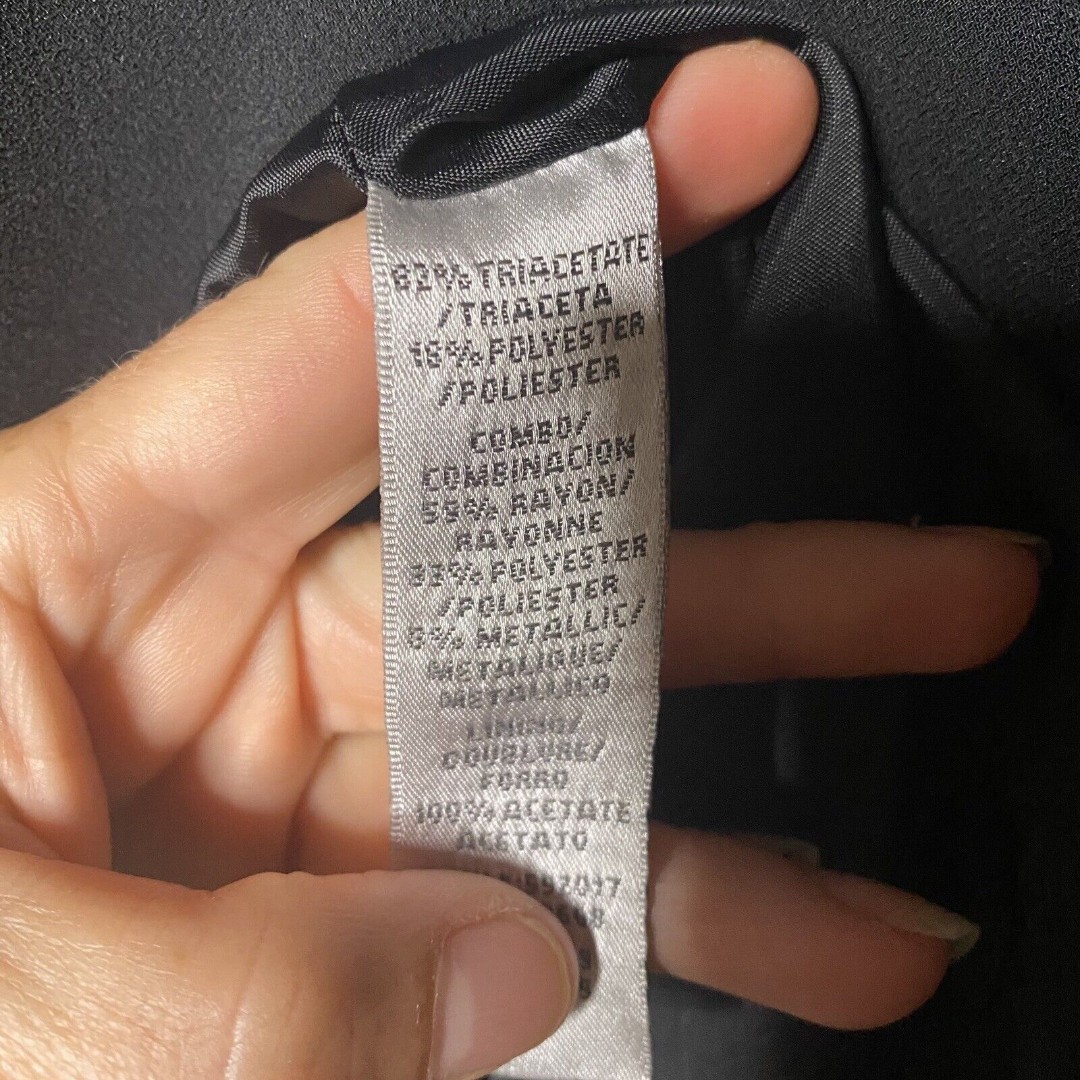 82% TRIACETATE
/TRIACETA
18% POLYESTER
/POLIESTER
COMBO/
COMBINACION
59% RAYON/
RAYONNE
33% POLYESTER
/POLIESTER
8% METALLIC/
METALIQUE/
METALLICO
LINING/
DOUBLURE/
FORRO
100% ACETATE
ACETATO